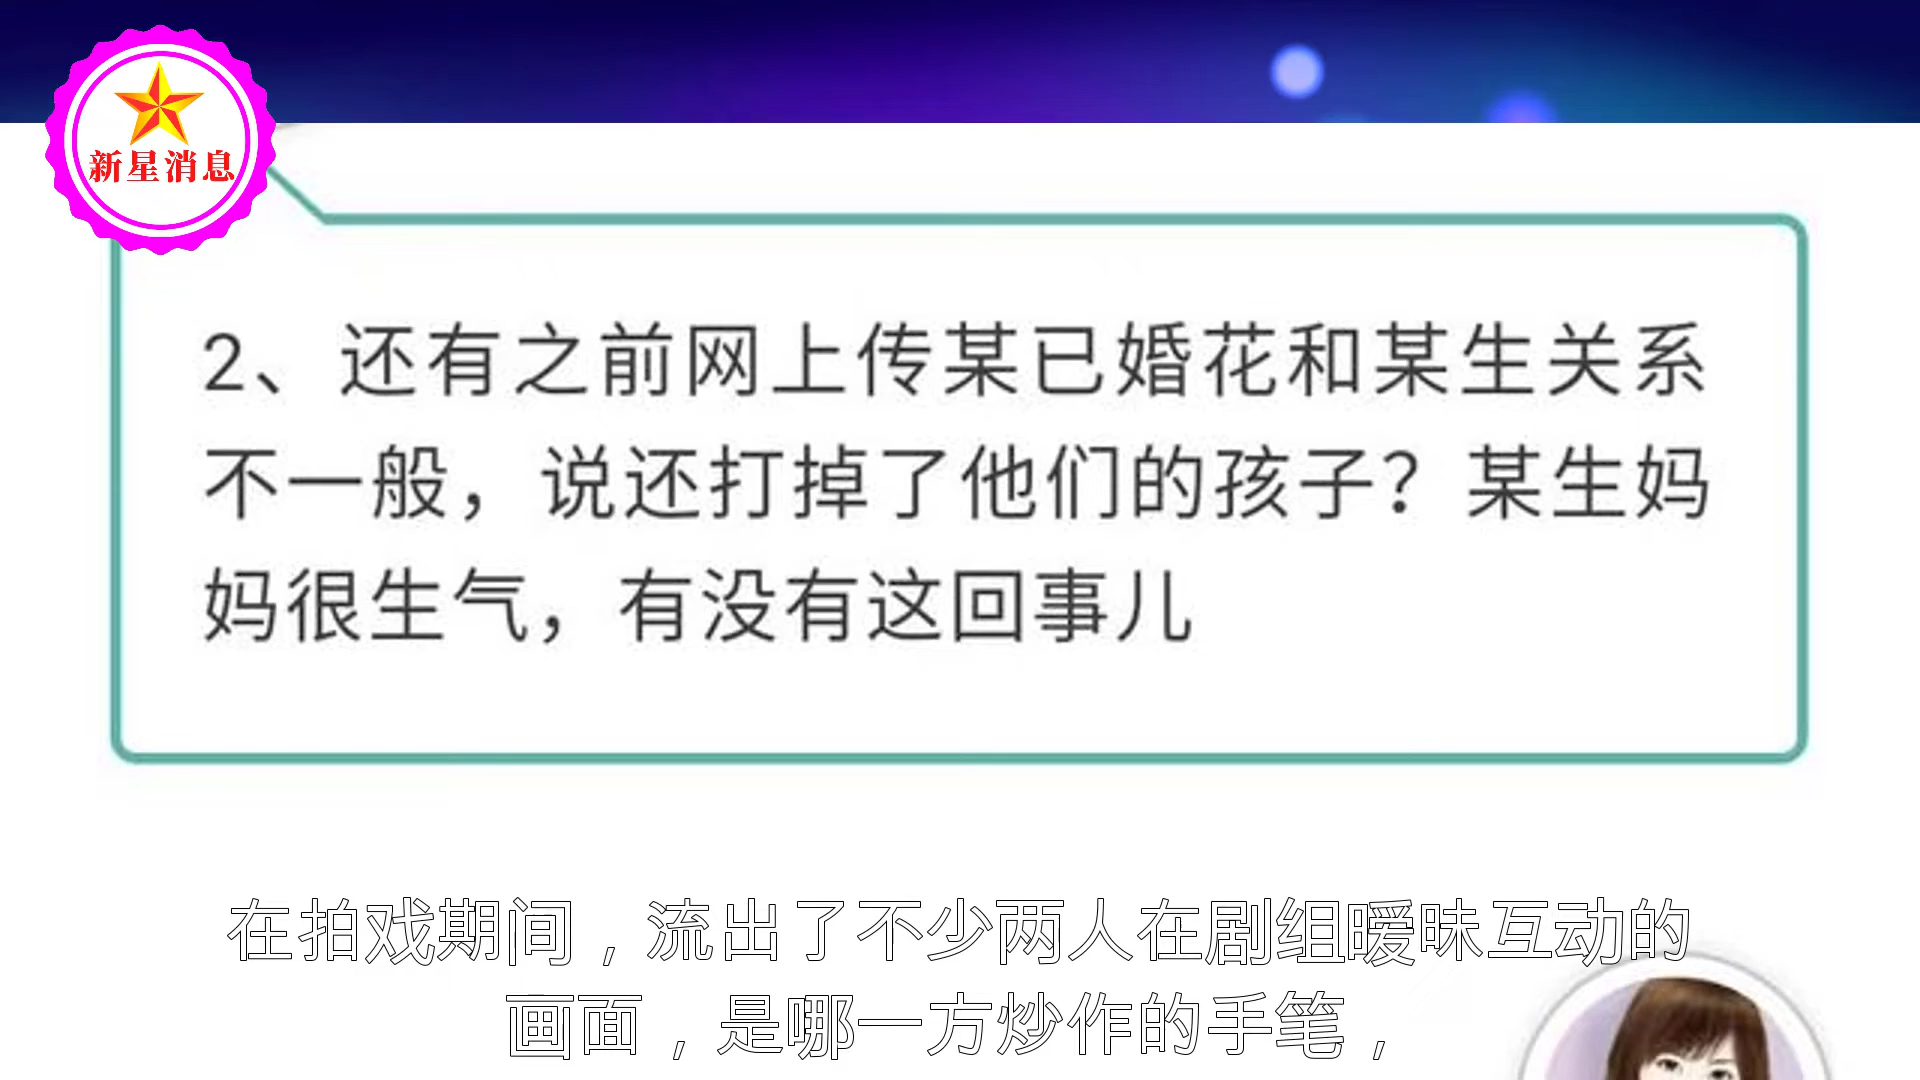 新星消息
2、还有之前网上传某已婚花和某生关系
不一般，说还打掉了他们的孩子？某生妈
妈很生气，有没有这回事儿
在拍戏期间，流出了不少两人在剧组暧昧互动的
画面，是哪一方炒作的手笔，